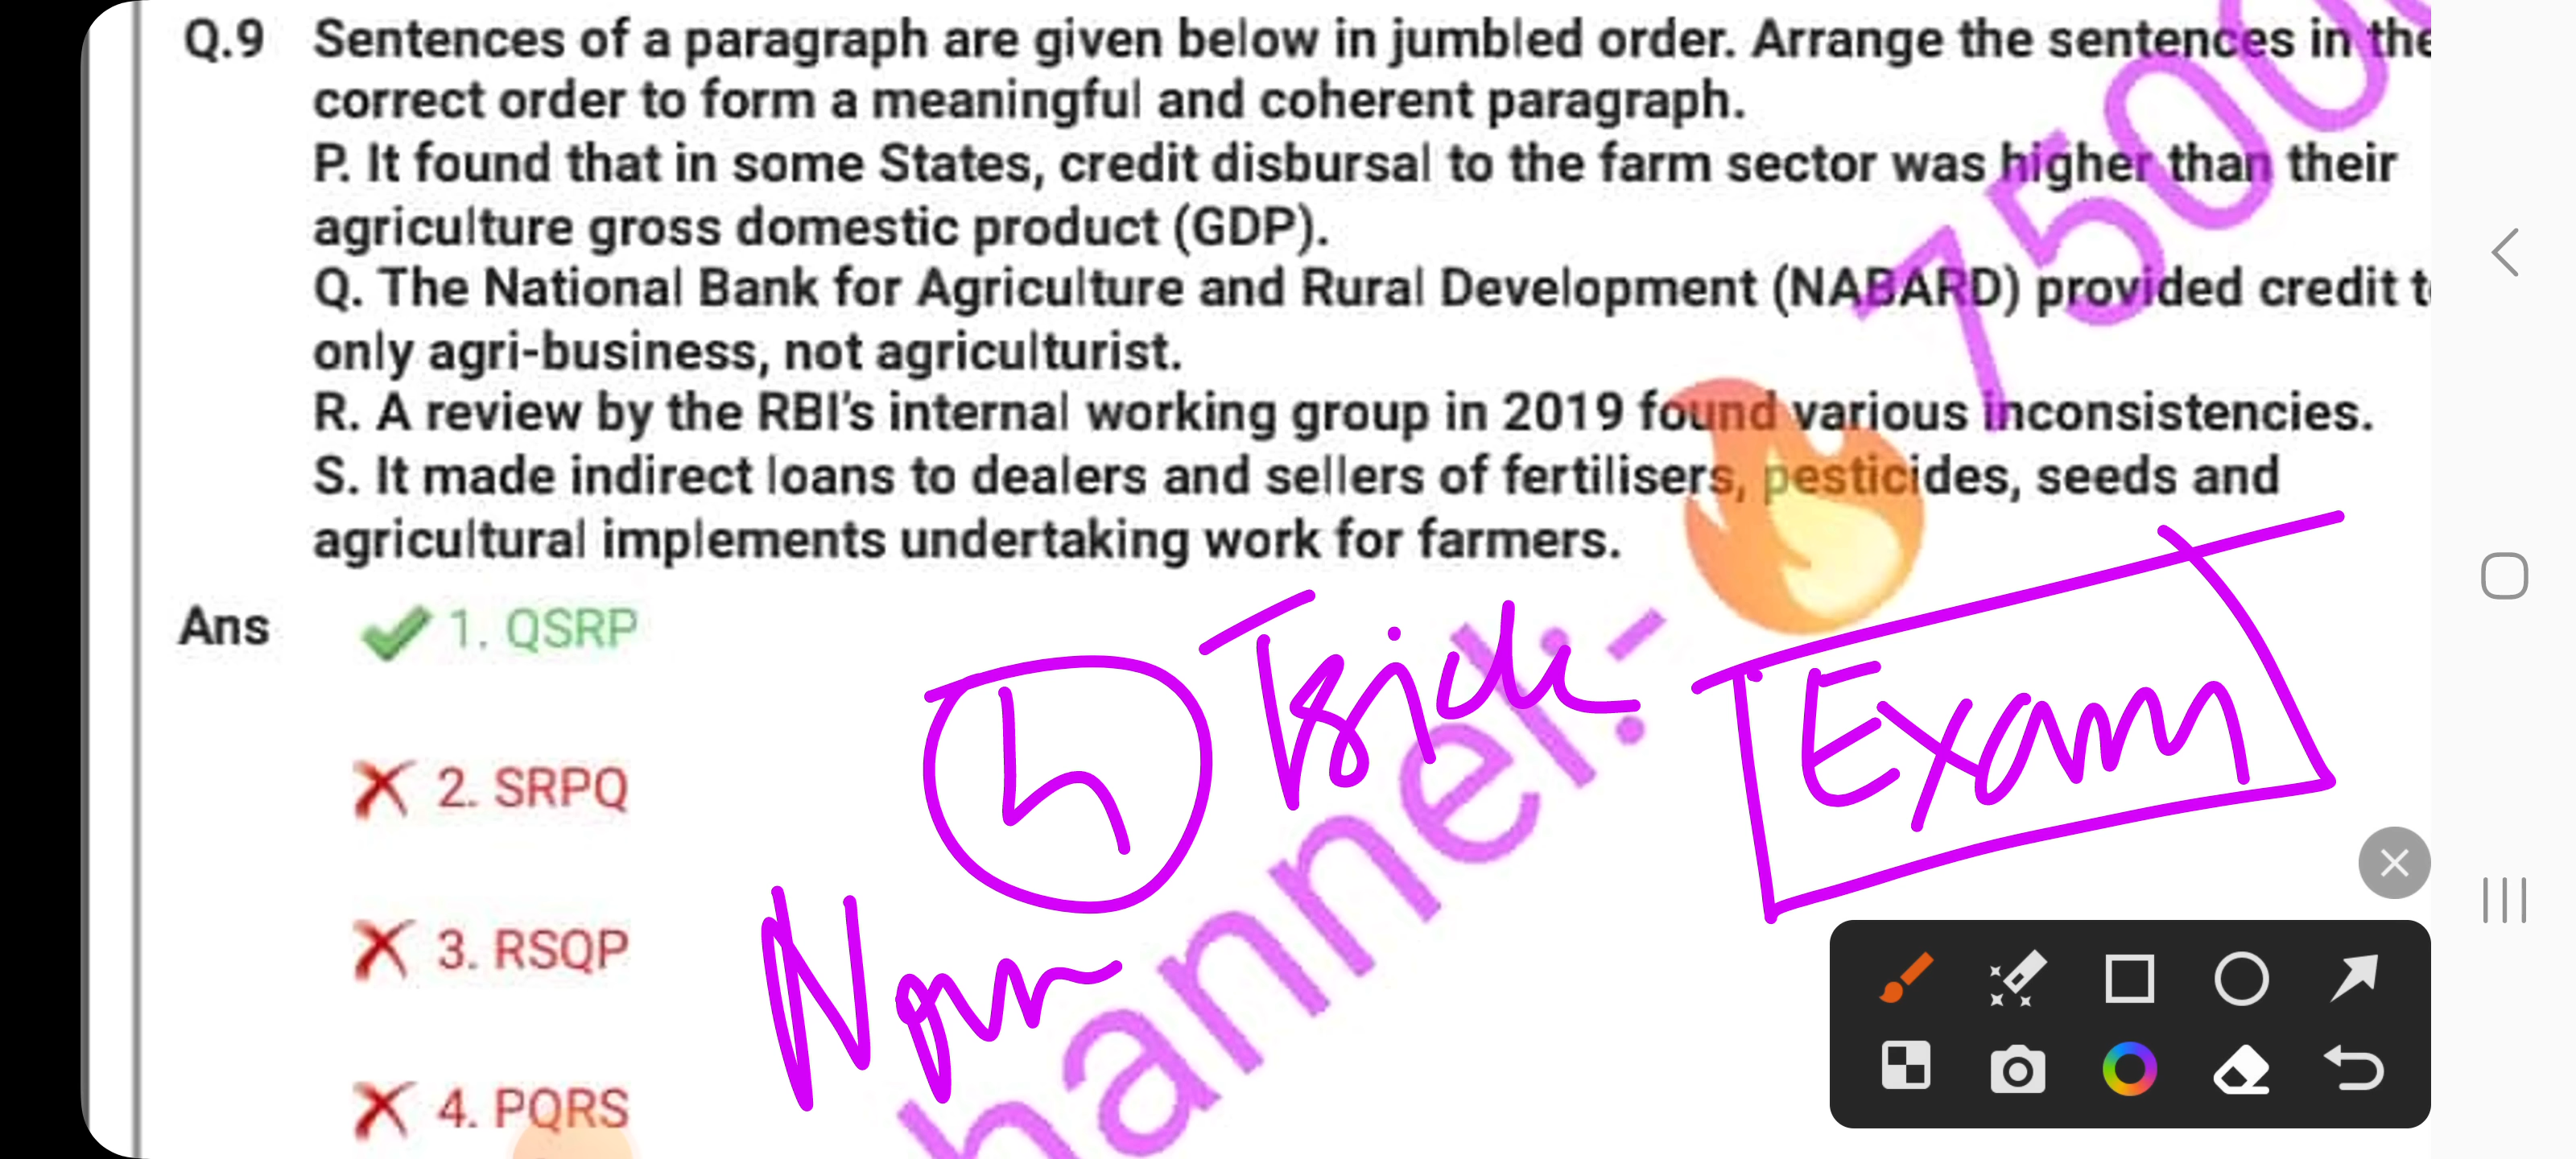 Q.9 Sentences of a paragraph are given below in jumbled order. Arrange the sentences in the
correct order to form a meaningful and coherent paragraph.
P. It found that in some States, credit disbursal to the farm sector was higher than their
agriculture gross domestic product (GDP).
Q. The National Bank for Agriculture and Rural Development (NABARD) provided credit t
only agri-business, not agriculturist.
R. A review by the RBI's internal working group in 2019 found various inconsistencies.
S. It made indirect loans to dealers and sellers of fertilisers, pesticides, seeds and
agricultural implements undertaking work for farmers.
Ans 1. QSRP
2. SRPQ
3. RSQP
4. PQRS
Exam
hannel:- 7500